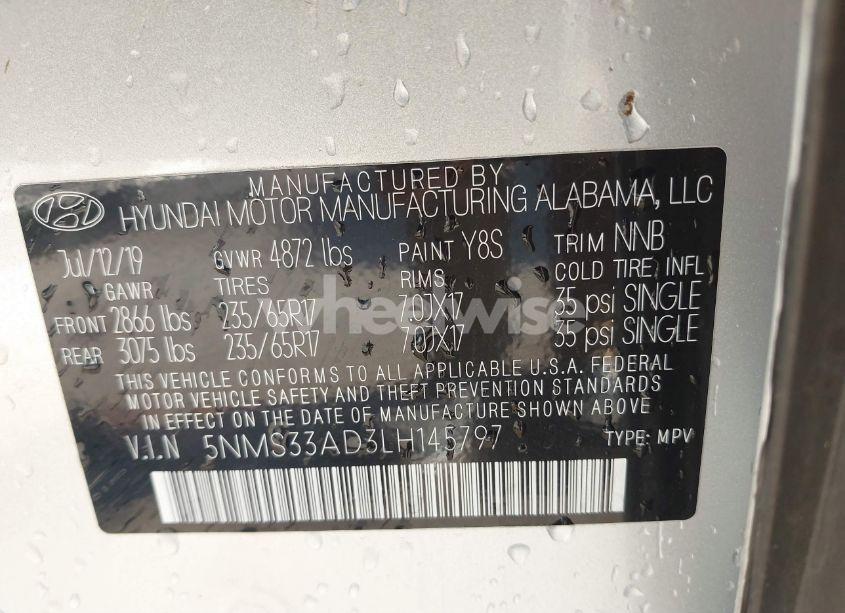 MANUFACTURED BY
HYUNDAI MOTOR MANUFACTURING ALABAMA, LLC
Jul/12/19 GVWR 4872 lbs PAINT Y8S TRIM NNB
GAWR TIRES RIMS COLD TIRE, INFL
FRONT 2866 lbs 235/65R17 7.0JX17 35 psi SINGLE
REAR 3075 lbs 235/65R17 7.0JX17 35 psi SINGLE
wheelwise
THIS VEHICLE CONFORMS TO ALL APPLICABLE U.S.A. FEDERAL
MOTOR VEHICLE SAFETY AND THEFT PREVENTION STANDARDS
IN EFFECT ON THE DATE OF MANUFACTURE SHOWN ABOVE.
V.I.N 5NMS33AD3LH145797 TYPE: MPV